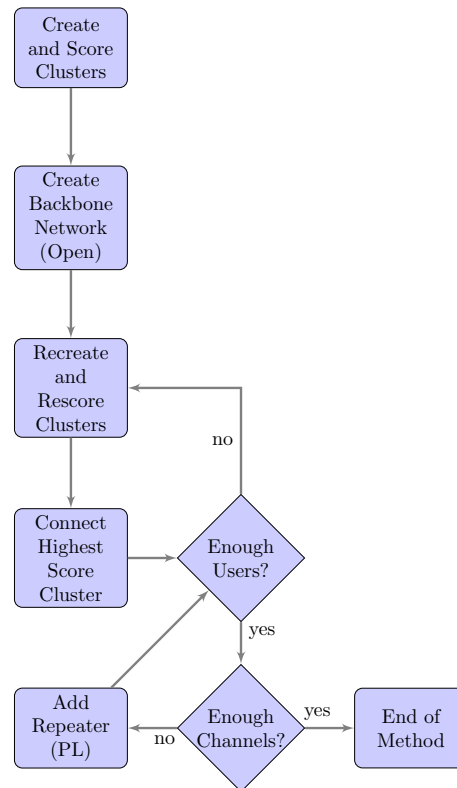 Create
and Score
Clusters
Create
Backbone
Network
(Open)
Recreate
and
Rescore
Clusters
no
Connect
Highest
Score
Cluster
Enough
Users?
yes
Add
Repeater
(PL)
no
Enough
Channels?
yes
End of
Method